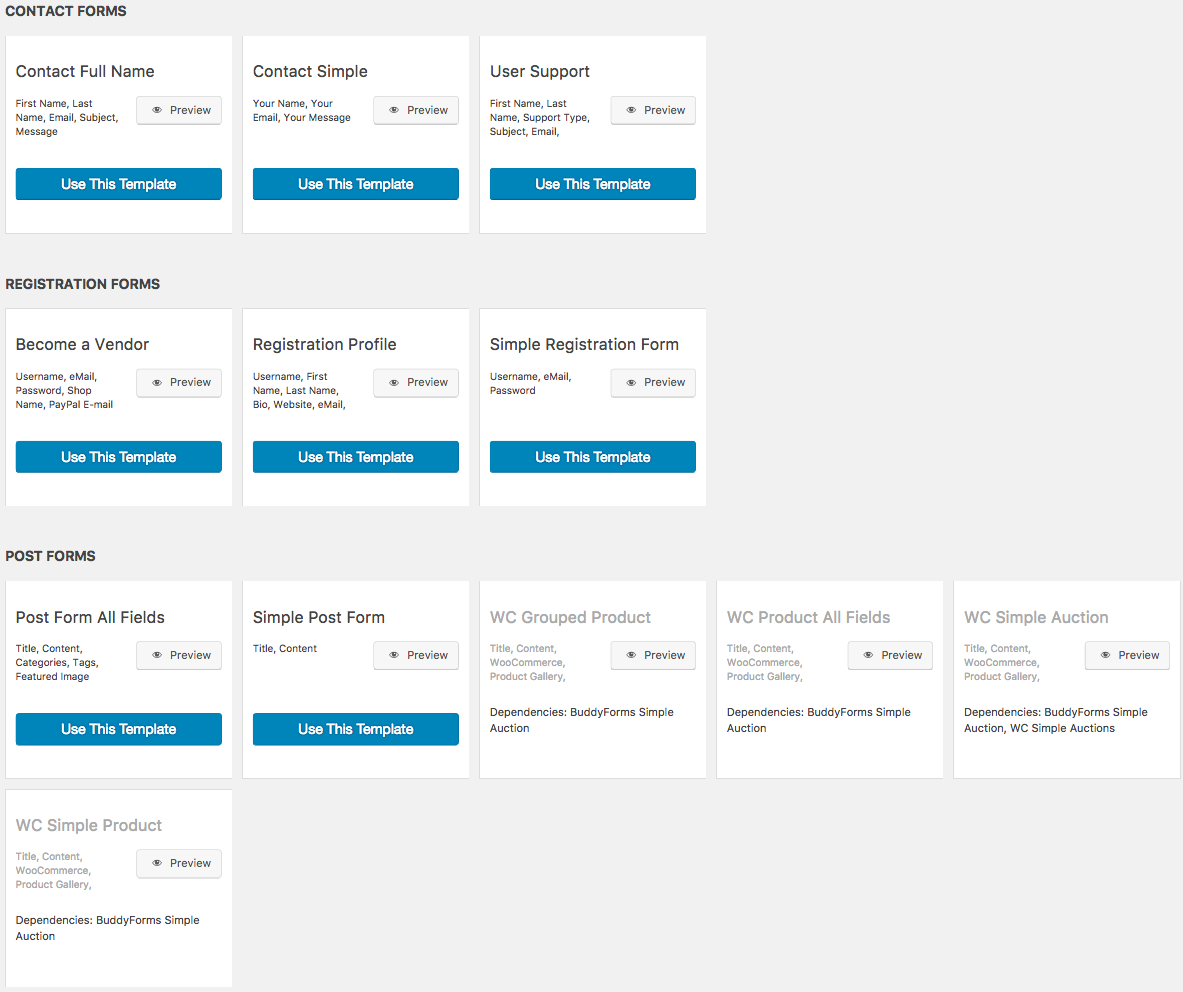 CONTACT FORMS
Contact Full Name
First Name, Last
Name, Email, Subject,
Message
Preview
Use This Template
Contact Simple
Your Name, Your
Email, Your Message
Preview
Use This Template
User Support
First Name, Last
Name, Support Type,
Subject, Email,
Preview
Use This Template
REGISTRATION FORMS
Become a Vendor
Username, eMail,
Password, Shop
Name, PayPal E-mail
Preview
Use This Template
Registration Profile
Username, First
Name, Last Name,
Bio, Website, eMail,
Preview
Use This Template
Simple Registration Form
Username, eMail,
Password
Preview
Use This Template
POST FORMS
Post Form All Fields
Title, Content,
Categories, Tags,
Featured Image
Preview
Use This Template
Simple Post Form
Title, Content
Preview
Use This Template
WC Grouped Product
Title, Content,
WooCommerce,
Product Gallery,
Preview
Dependencies: BuddyForms Simple
Auction
WC Product All Fields
Title, Content,
WooCommerce,
Product Gallery,
Preview
Dependencies: BuddyForms Simple
Auction
WC Simple Auction
Title, Content,
WooCommerce,
Product Gallery,
Preview
Dependencies: BuddyForms Simple
Auction, WC Simple Auctions
WC Simple Product
Title, Content,
WooCommerce,
Product Gallery,
Preview
Dependencies: BuddyForms Simple
Auction